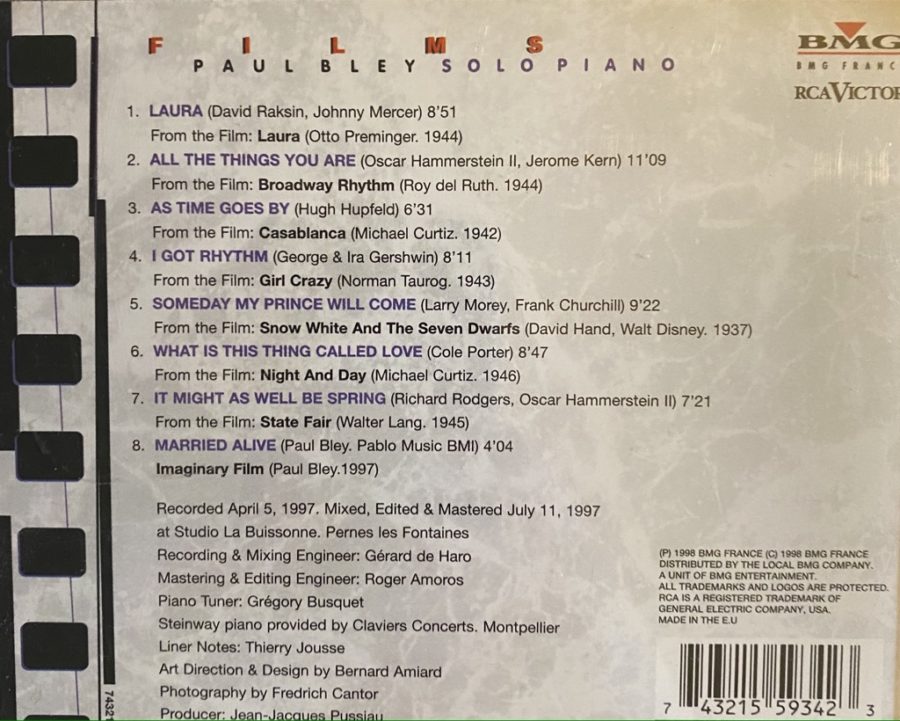 FILMS
PAUL BLEY SOLO PIANO
BMG
BMG FRANC
RCA VICTOR
1. LAURA (David Raksin, Johnny Mercer) 8'51
From the Film: Laura (Otto Preminger. 1944)
2. ALL THE THINGS YOU ARE (Oscar Hammerstein II, Jerome Kern) 11'09
From the Film: Broadway Rhythm (Roy del Ruth. 1944)
3. AS TIME GOES BY (Hugh Hupfeld) 6'31
From the Film: Casablanca (Michael Curtiz. 1942)
4. I GOT RHYTHM (George & Ira Gershwin) 8'11
From the Film: Girl Crazy (Norman Taurog. 1943)
5. SOMEDAY MY PRINCE WILL COME (Larry Morey, Frank Churchill) 9'22
From the Film: Snow White And The Seven Dwarfs (David Hand, Walt Disney. 1937)
6. WHAT IS THIS THING CALLED LOVE (Cole Porter) 8'47
From the Film: Night And Day (Michael Curtiz. 1946)
7. IT MIGHT AS WELL BE SPRING (Richard Rodgers, Oscar Hammerstein II) 7'21
From the Film: State Fair (Walter Lang. 1945)
8. MARRIED ALIVE (Paul Bley. Pablo Music BMI) 4'04
Imaginary Film (Paul Bley.1997)
Recorded April 5, 1997. Mixed, Edited & Mastered July 11, 1997
at Studio La Buissonne. Pernes les Fontaines
Recording & Mixing Engineer: Gérard de Haro
Mastering & Editing Engineer: Roger Amoros
Piano Tuner: Grégory Busquet
Steinway piano provided by Claviers Concerts. Montpellier
Liner Notes: Thierry Jousse
Art Direction & Design by Bernard Amiard
Photography by Fredrich Cantor
Producer: Jean-Jacques Pussiau
(P) 1998 BMG FRANCE (C) 1998 BMG FRANCE
DISTRIBUTED BY THE LOCAL BMG COMPANY.
A UNIT OF BMG ENTERTAINMENT.
ALL TRADEMARKS AND LOGOS ARE PROTECTED.
RCA IS A REGISTERED TRADEMARK OF
GENERAL ELECTRIC COMPANY, USA.
MADE IN THE E.U
7 43215 59342 3
74321